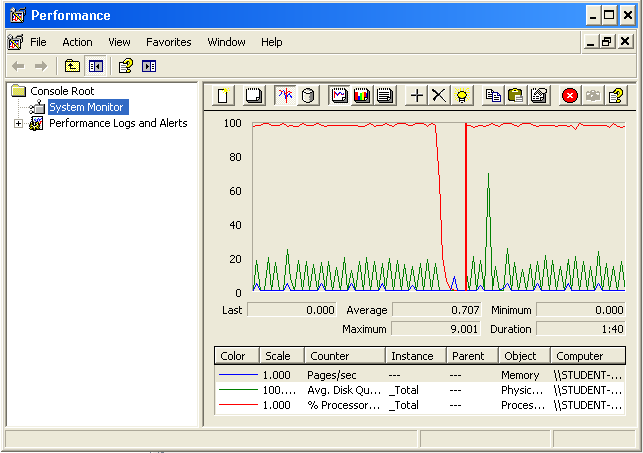 Performance
File Action View Favorites Window Help
Console Root
System Monitor
Performance Logs and Alerts
100
80
60
40
20
0
Last 0.000 Average 0.707 Minimum 0.000
Maximum 9.001 Duration 1:40
Color Scale Counter Instance Parent Object Computer
1.000 Pages/sec --- --- Memory \\STUDENT-...
100.... Avg. Disk Qu... _Total --- Physic... \\STUDENT-...
1.000 % Processor... _Total --- Proces... \\STUDENT-...